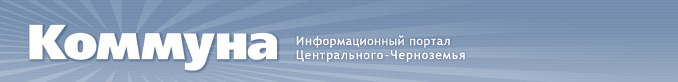 Коммуна
Информационный портал
Центрального-Черноземья